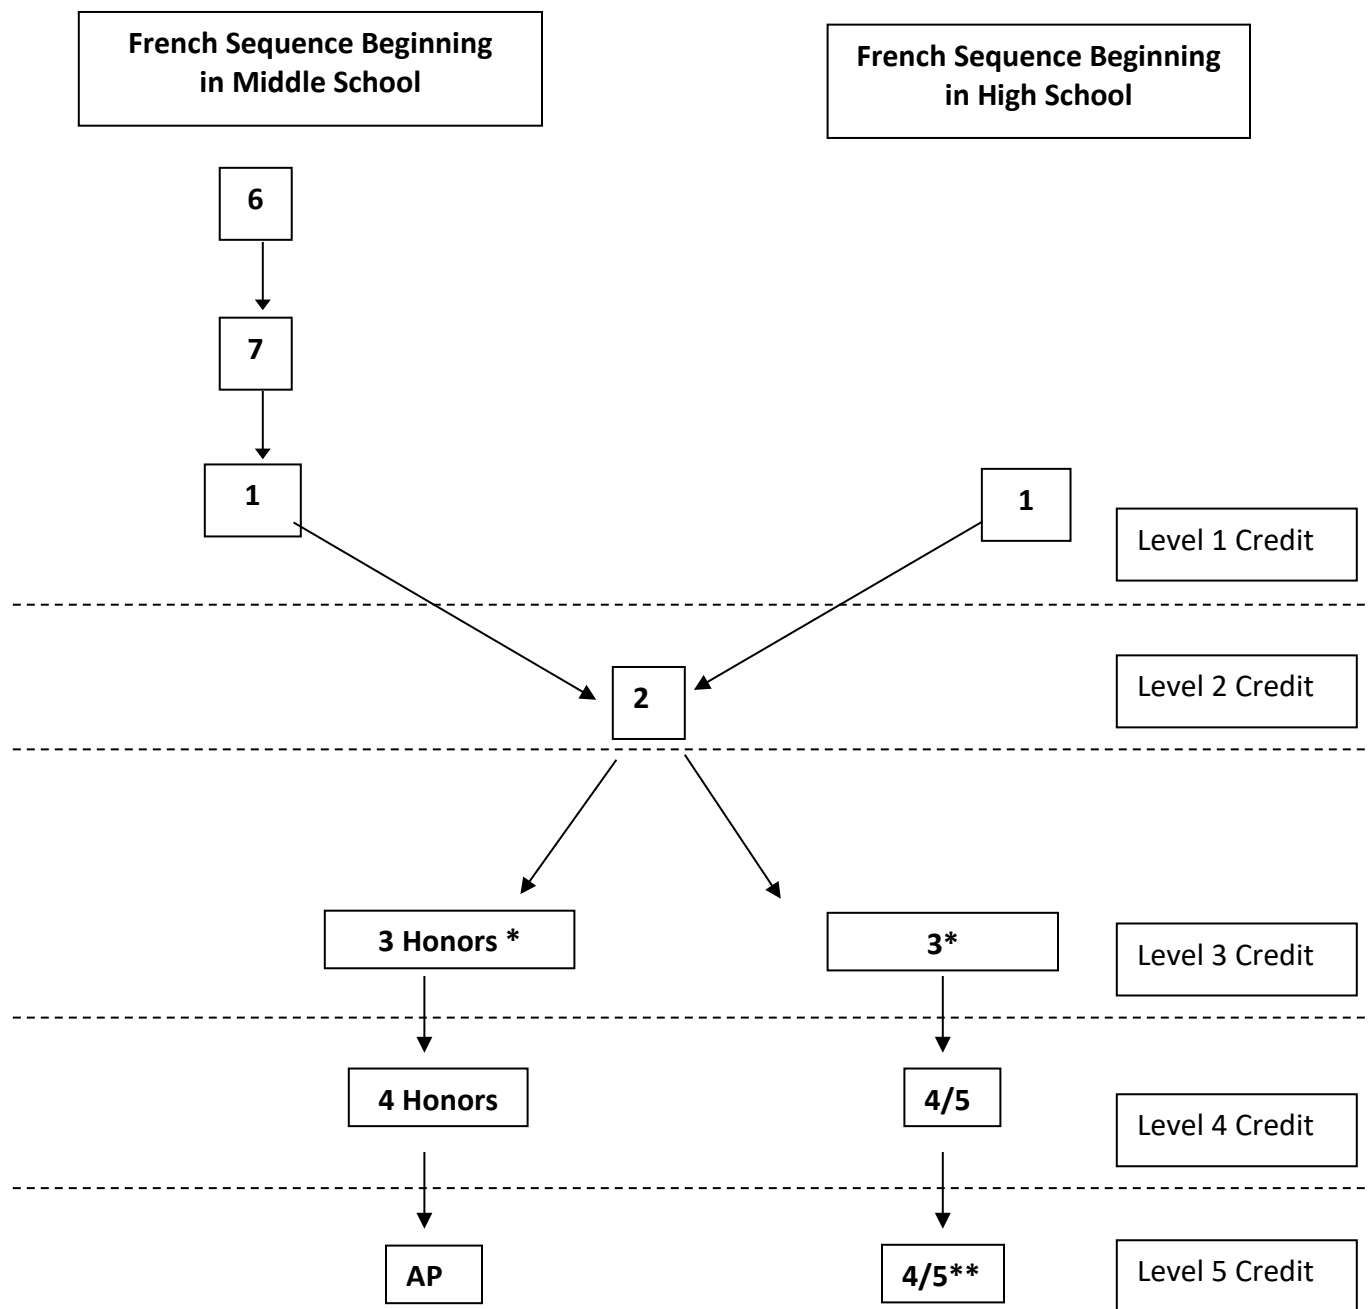 French Sequence Beginning
in Middle School
French Sequence Beginning
in High School
6
7
1
1
Level 1 Credit
2
Level 2 Credit
3 Honors *
3*
Level 3 Credit
4 Honors
4/5
Level 4 Credit
AP
4/5**
Level 5 Credit